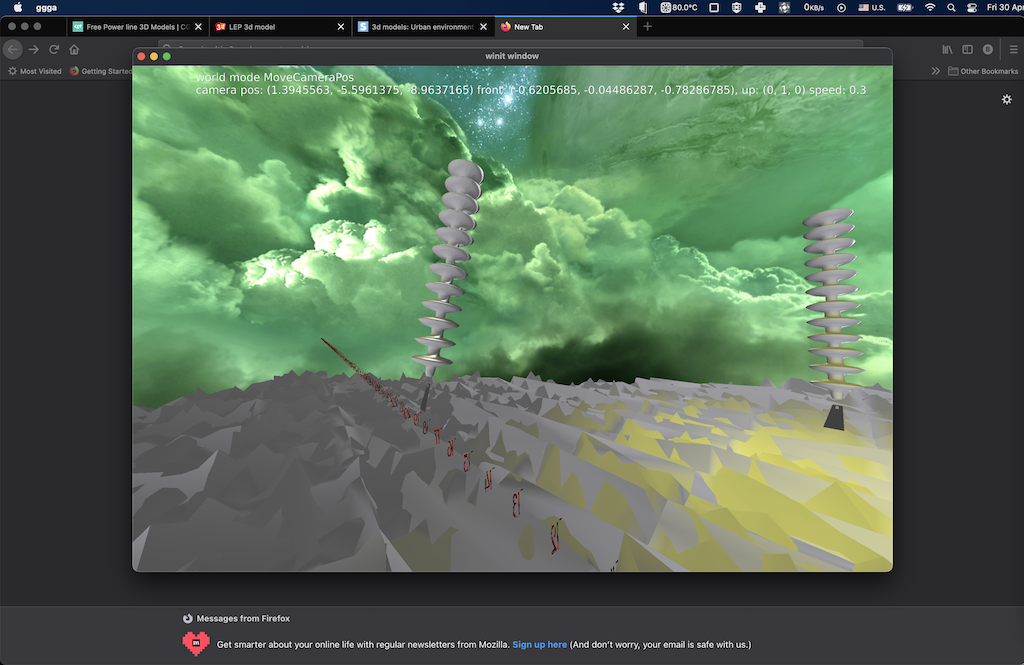 ggga
80.0°C
0KB/s
U.S.
Fri 30 Apr
Free Power line 3D Models | CG
LEP 3d model
3d models: Urban environment
New Tab
Most Visited
Getting Started
Other Bookmarks
winit window
world mode MoveCameraPos
camera pos: (1.3945563, -5.5961375, -8.9637165) front: (-0.6205685, -0.04486287, -0.78286785), up: (0, 1, 0) speed: 0.3
Messages from Firefox
Get smarter about your online life with regular newsletters from Mozilla. Sign up here (And don't worry, your email is safe with us.)